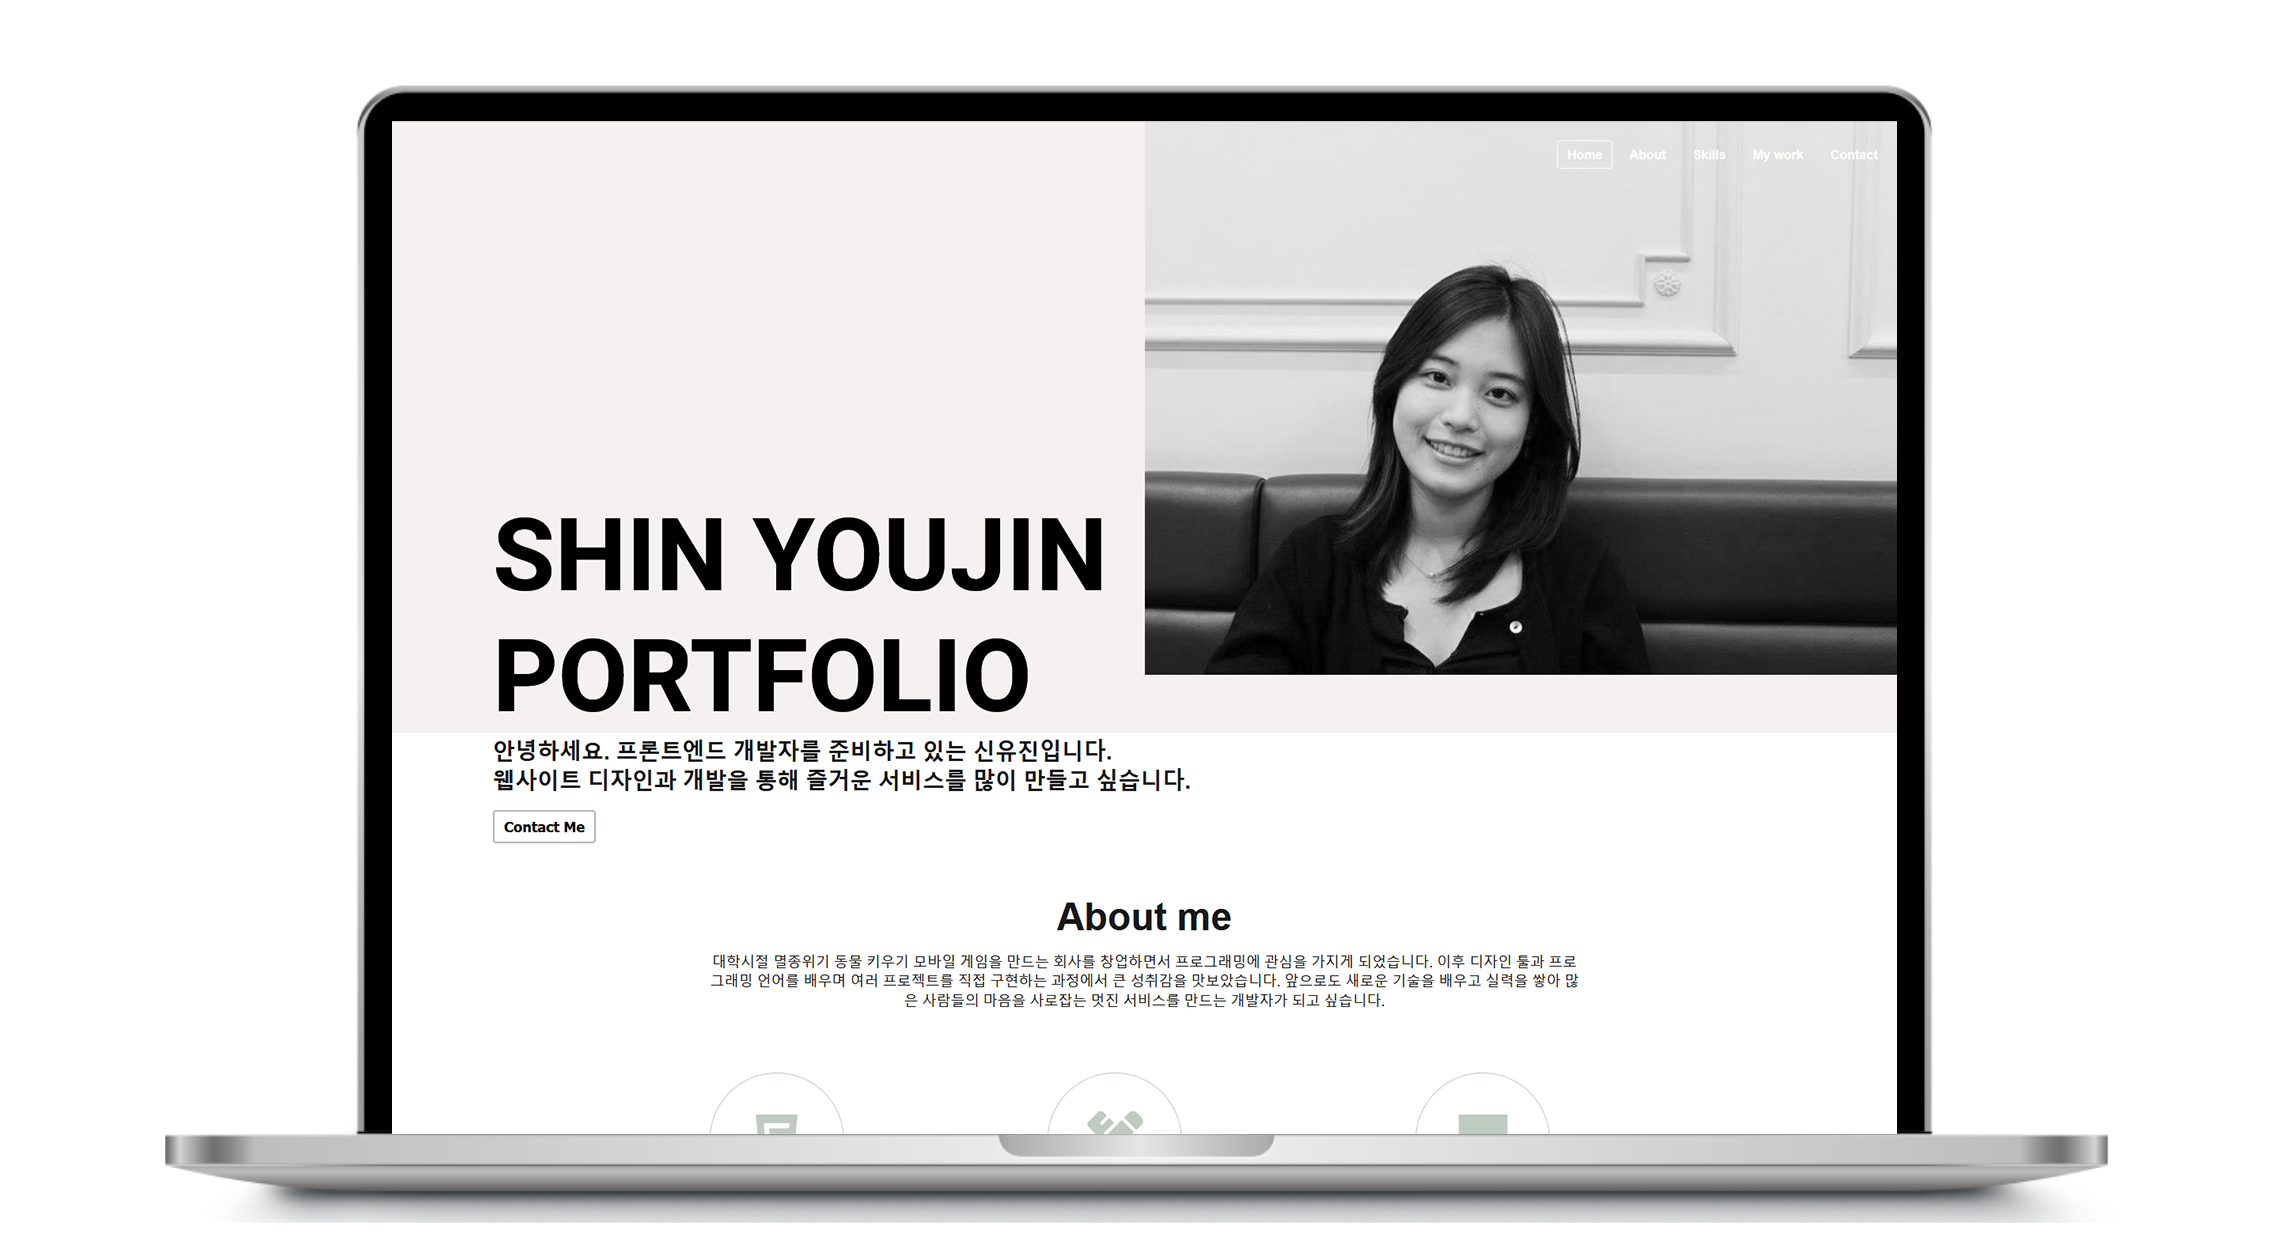 Home About Skills My work Contact
SHIN YOUJIN
PORTFOLIO
안녕하세요. 프론트엔드 개발자를 준비하고 있는 신유진입니다.
웹사이트 디자인과 개발을 통해 즐거운 서비스를 많이 만들고 싶습니다.
Contact Me
About me
대학시절 멸종위기 동물 키우기 모바일 게임을 만드는 회사를 창업하면서 프로그래밍에 관심을 가지게 되었습니다. 이후 디자인 툴과 프로
그래밍 언어를 배우며 여러 프로젝트를 직접 구현하는 과정에서 큰 성취감을 맛보았습니다. 앞으로도 새로운 기술을 배우고 실력을 쌓아 많
은 사람들의 마음을 사로잡는 멋진 서비스를 만드는 개발자가 되고 싶습니다.